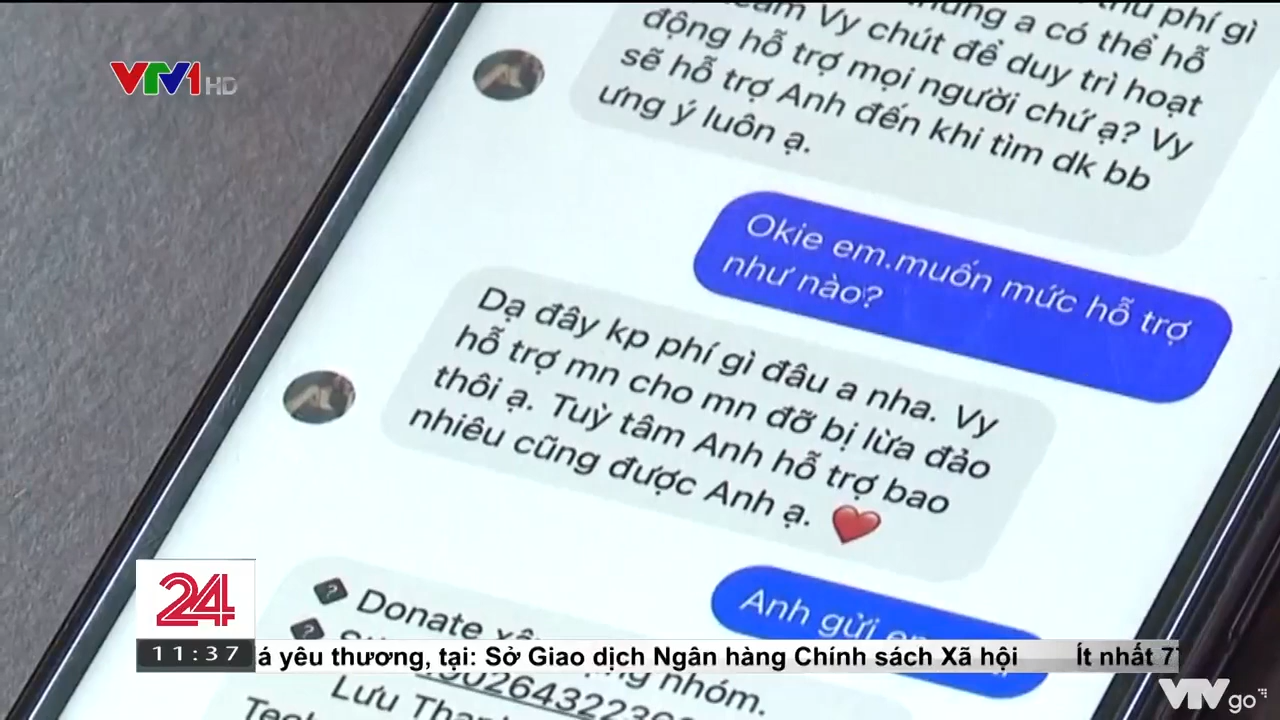 thu phí gì
nhưng a có thể hỗ
Vy chút để duy trì hoạt
động hỗ trợ mọi người chứ ạ? Vy
sẽ hỗ trợ Anh đến khi tìm dk bb
ưng ý luôn ạ.
VTV1 HD
Okie em.muốn mức hỗ trợ
như nào?
Dạ đây kp phí gì đâu a nha. Vy
hỗ trợ mn cho mn đỡ bị lừa đảo
thôi ạ. Tuỳ tâm Anh hỗ trợ bao
nhiêu cũng được Anh ạ. ❤️
Anh gửi
Donate nhóm.
Lưu
24
11:37 yêu thương, tại: Sở Giao dịch Ngân hàng Chính sách Xã hội Ít nhất
VTV go